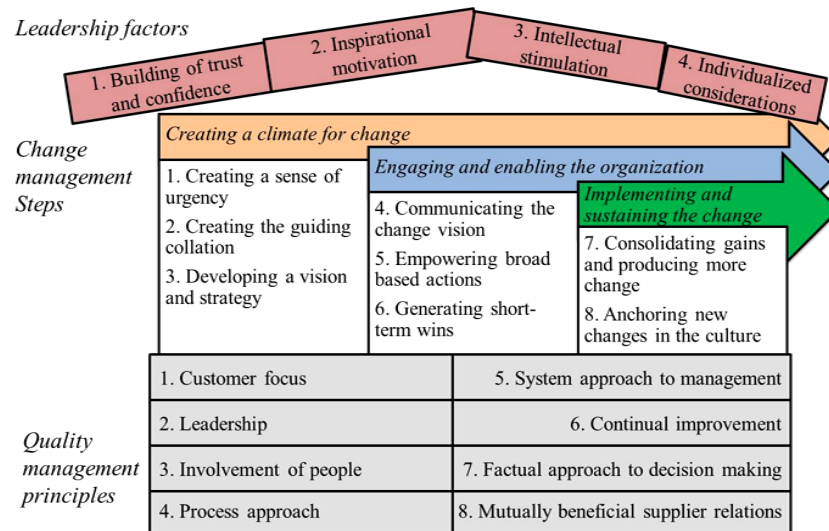 Leadership factors
1. Building of trust
and confidence
2. Inspirational
motivation
3. Intellectual
stimulation
4. Individualized
considerations
Change
management
Steps
Creating a climate for change
1. Creating a sense of
urgency
2. Creating the guiding
collation
3. Developing a vision
and strategy
Engaging and enabling the organization
4. Communicating the
change vision
5. Empowering broad
based actions
6. Generating short-
term wins
Implementing and
sustaining the change
7. Consolidating gains
and producing more
change
8. Anchoring new
changes in the culture
Quality
management
principles
1. Customer focus
5. System approach to management
2. Leadership
6. Continual improvement
3. Involvement of people
7. Factual approach to decision making
4. Process approach
8. Mutually beneficial supplier relations